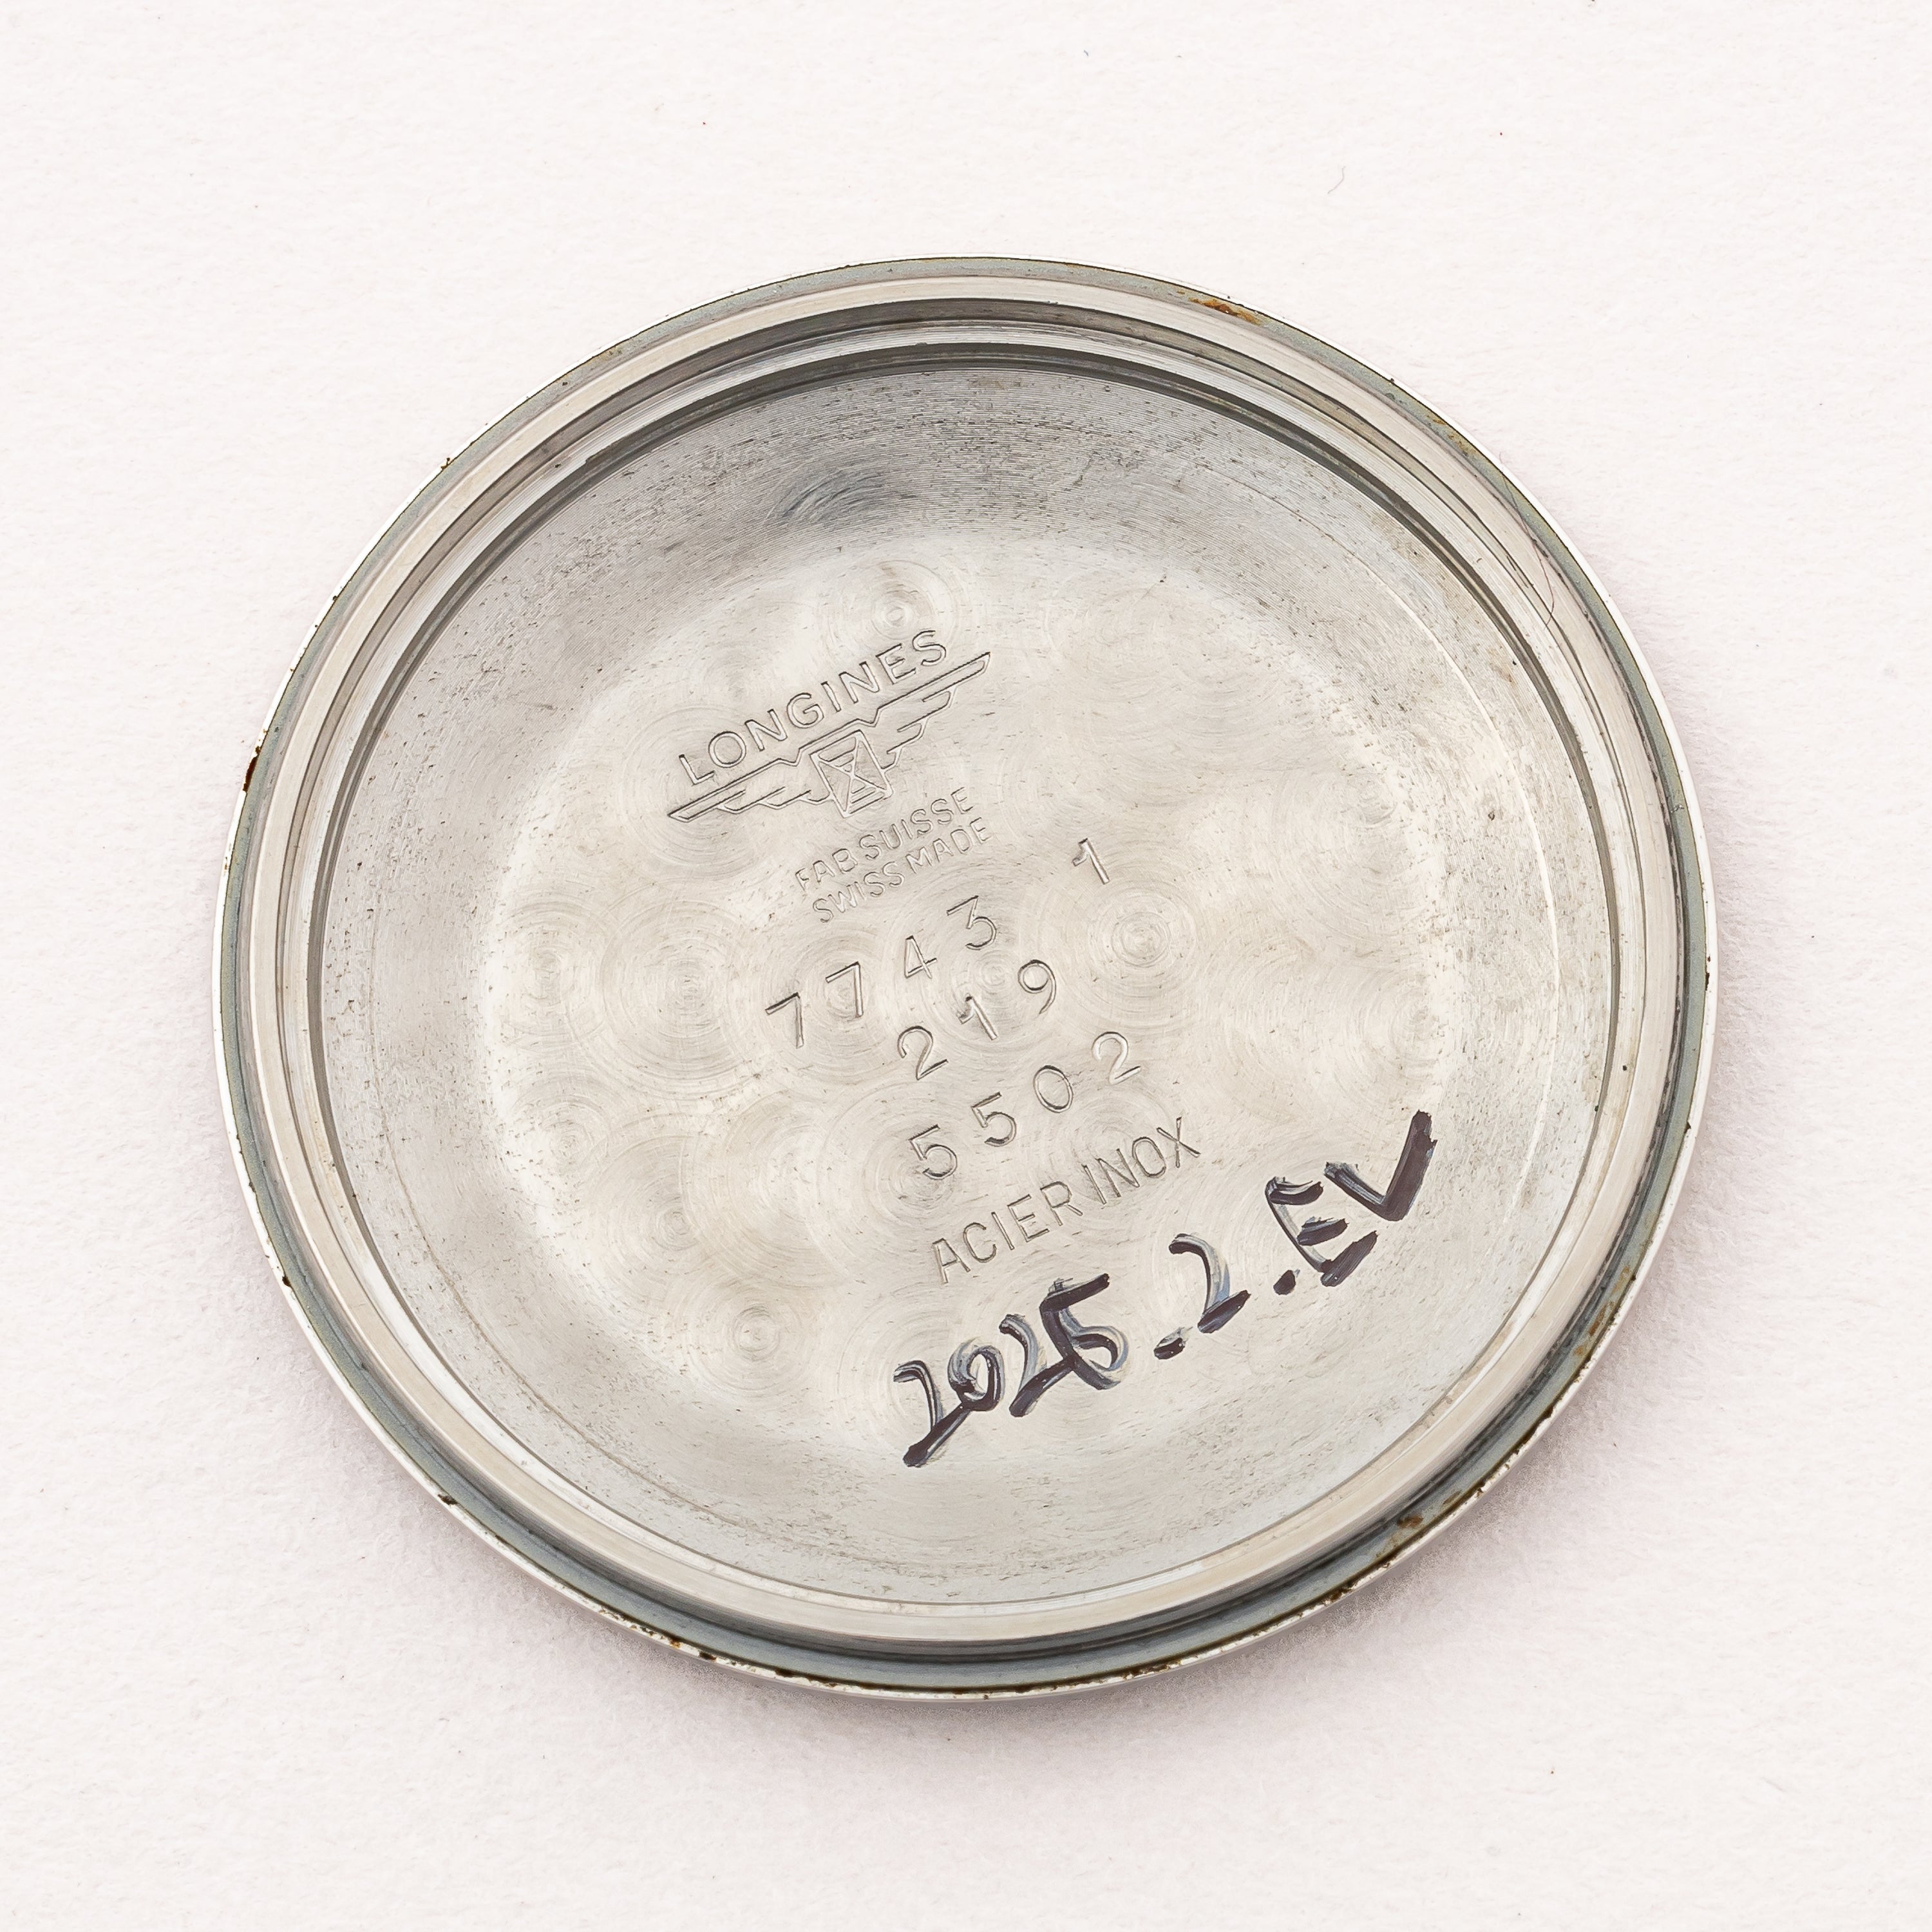 LONGINES
FAB SUISSE
SWISS MADE
7743 1
219
5502
ACIER INOX
2025.2.EV